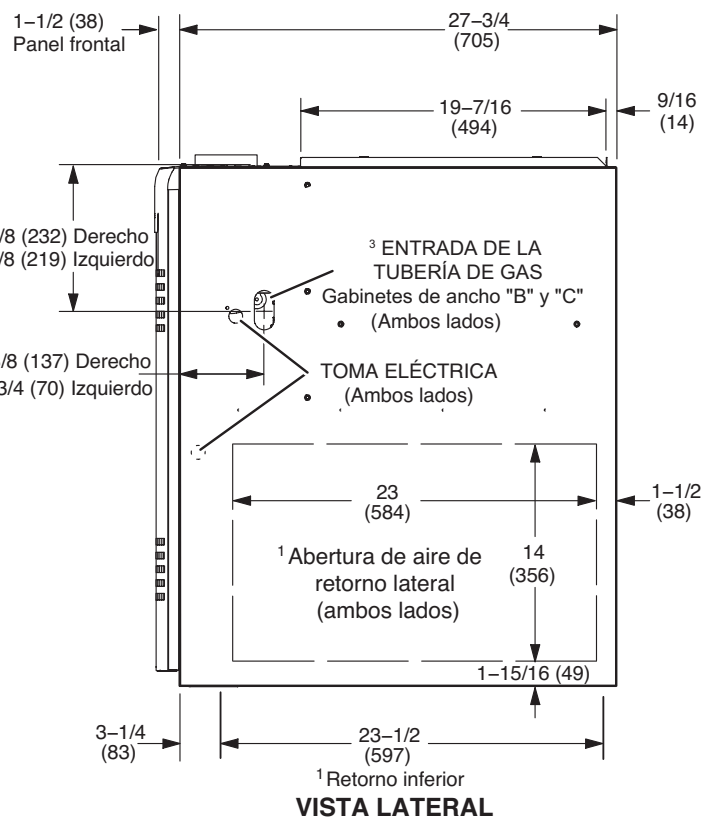 1–1/2 (38)
Panel frontal
27–3/4
(705)
19–7/16
(494)
9/16
(14)
/8 (232) Derecho
/8 (219) Izquierdo
3 ENTRADA DE LA
TUBERÍA DE GAS
Gabinetes de ancho "B" y "C"
(Ambos lados)
/8 (137) Derecho
3/4 (70) Izquierdo
TOMA ELÉCTRICA
(Ambos lados)
23
(584)
1–1/2
(38)
1 Abertura de aire de
retorno lateral
(ambos lados)
14
(356)
1–15/16 (49)
3–1/4
(83)
23–1/2
(597)
1 Retorno inferior
VISTA LATERAL